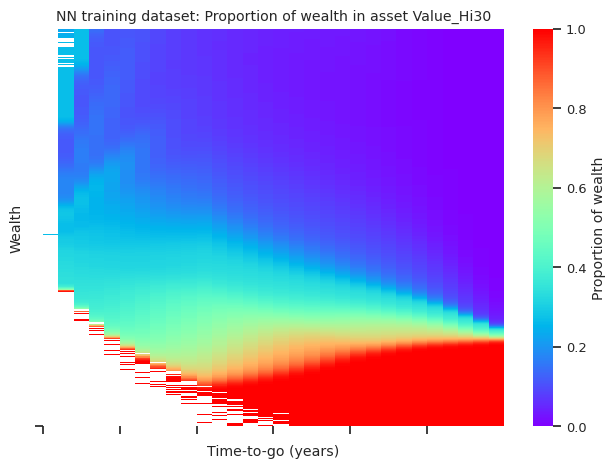 NN training dataset: Proportion of wealth in asset Value_Hi30
Wealth
Time-to-go (years)
1.0
0.8
0.6
0.4
0.2
0.0
Proportion of wealth